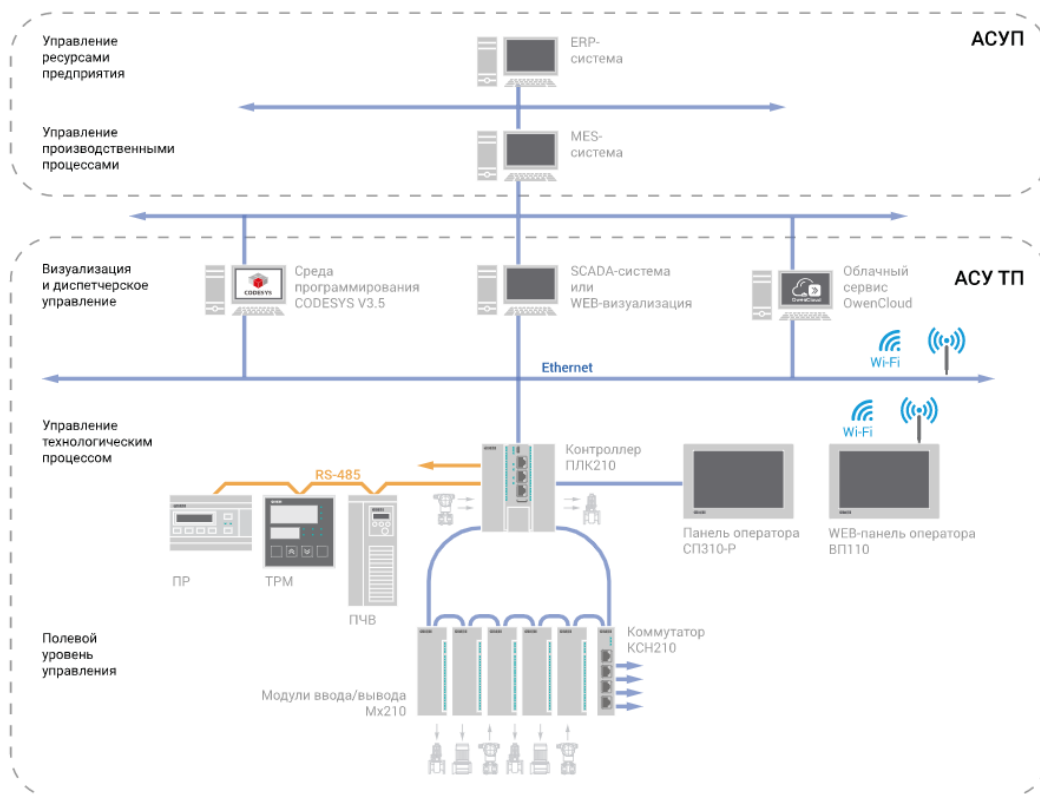 Управление
ресурсами
предприятия
ERP-
система
АСУП
Управление
производственными
процессами
MES-
система
Визуализация
и диспетчерское
управление
CODESYS
Среда
программирования
CODESYS V3.5
SCADA-система
или
WEB-визуализация
OwenCloud
Облачный
сервис
OwenCloud
АСУ ТП
Wi-Fi
Ethernet
Управление
технологическим
процессом
Wi-Fi
RS-485
Контроллер
ПЛК210
Панель оператора
СП310-Р
WEB-панель оператора
ВП110
ПР
ТРМ
ПЧВ
Полевой
уровень
управления
Коммутатор
КСН210
Модули ввода/вывода
Мх210